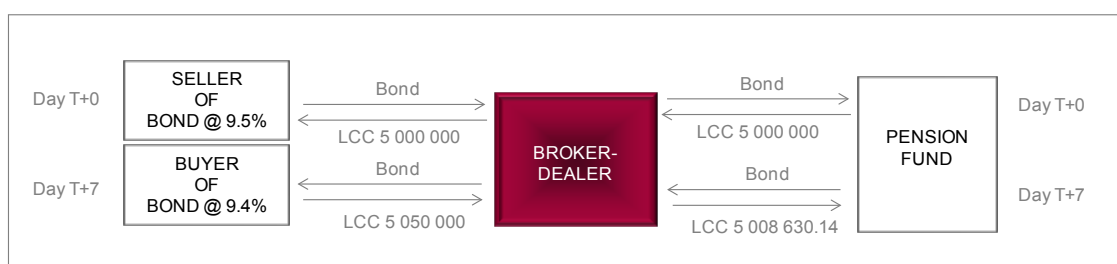 Day T+0
SELLER
OF
BOND @ 9.5%
Bond
LCC 5 000 000
BUYER
OF
BOND @ 9.4%
Day T+7
Bond
LCC 5 050 000
BROKER-
DEALER
Bond
LCC 5 000 000
Bond
LCC 5 008 630.14
PENSION
FUND
Day T+0
Day T+7